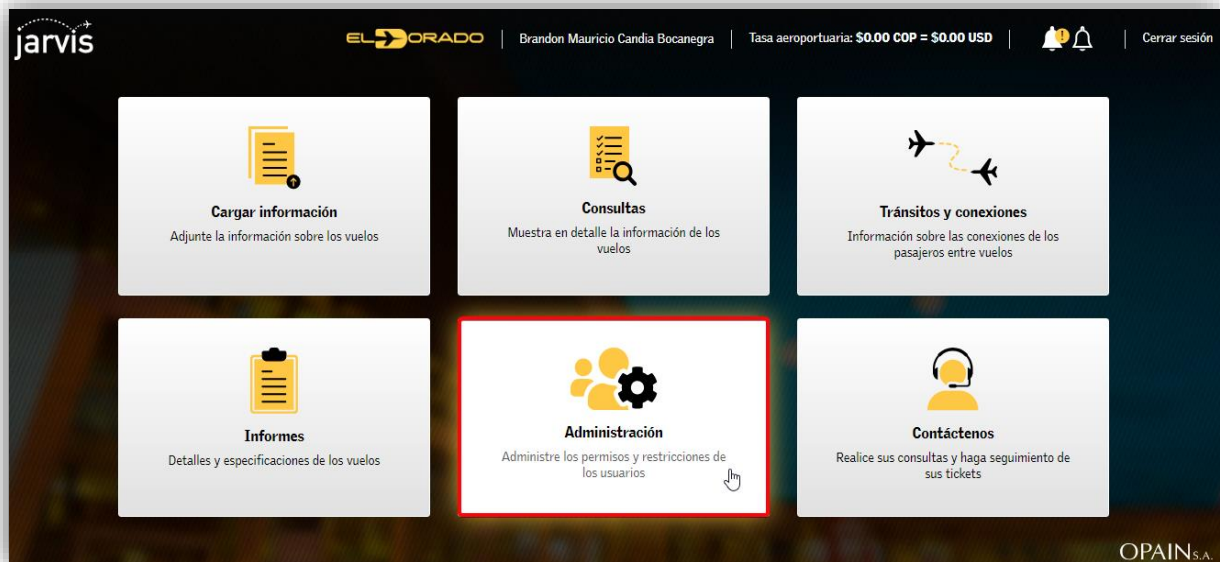 jarvis
EL DORADO | Brandon Mauricio Candia Bocanegra | Tasa aeroportuaria: $0.00 COP = $0.00 USD | ! | Cerrar sesión
Cargar información
Adjunte la información sobre los vuelos
Consultas
Muestra en detalle la información de los
vuelos
Tránsitos y conexiones
Información sobre las conexiones de los
pasajeros entre vuelos
Informes
Detalles y especificaciones de los vuelos
Administración
Administre los permisos y restricciones de
los usuarios
Contáctenos
Realice sus consultas y haga seguimiento de
sus tickets
OPAIN S.A.